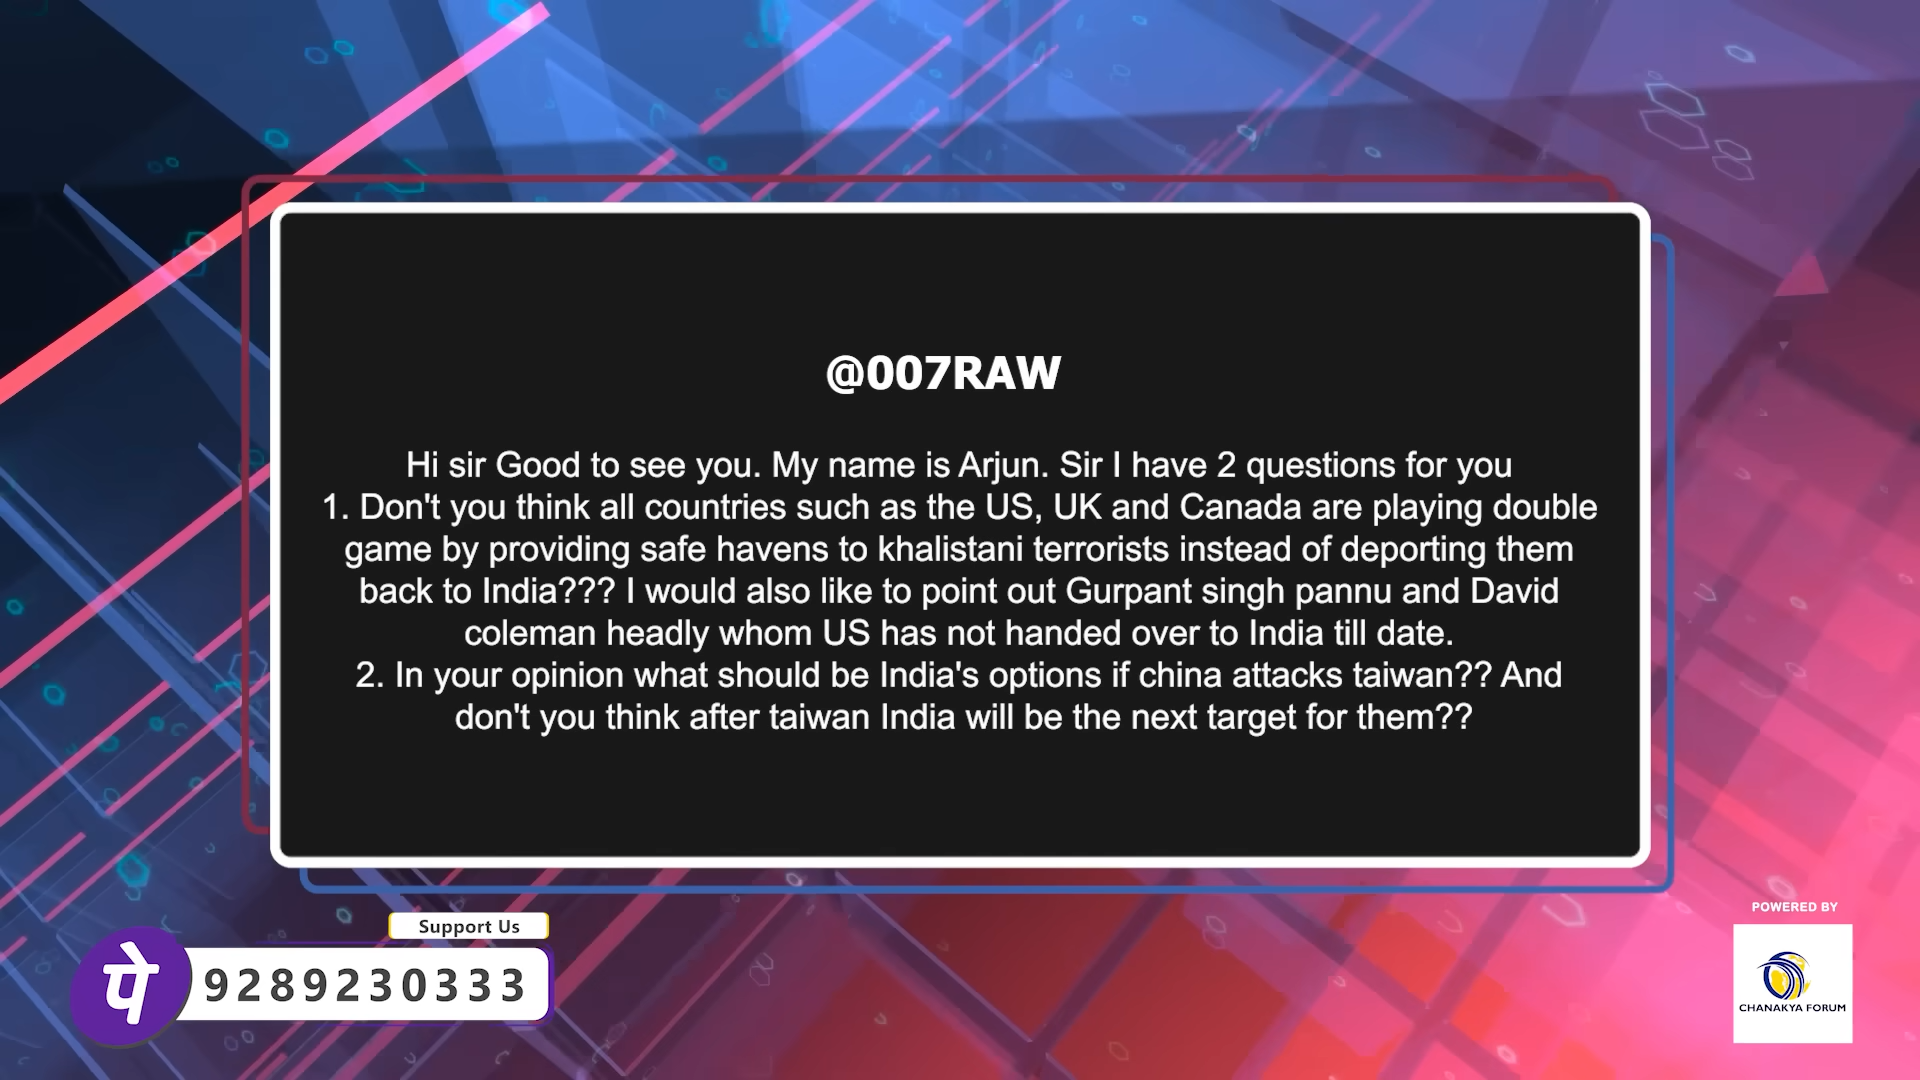 @007RAW
Hi sir Good to see you. My name is Arjun. Sir I have 2 questions for you
1. Don't you think all countries such as the US, UK and Canada are playing double
game by providing safe havens to khalistani terrorists instead of deporting them
back to India??? I would also like to point out Gurpant singh pannu and David
coleman headly whom US has not handed over to India till date.
2. In your opinion what should be India's options if china attacks taiwan?? And
don't you think after taiwan India will be the next target for them??
Support Us
पे
9289230333
POWERED BY
CHANAKYA FORUM